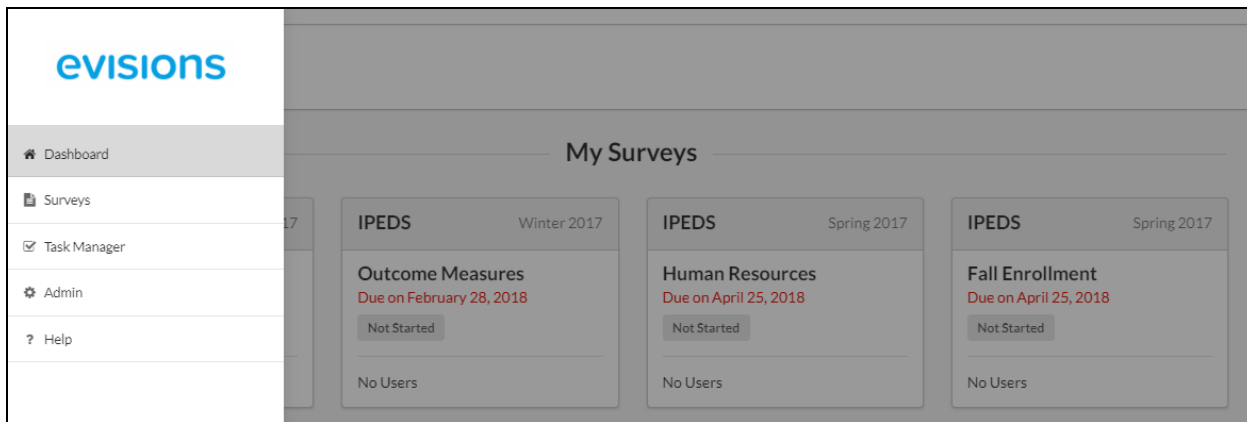 evisions
Dashboard
Surveys
Task Manager
Admin
? Help
My Surveys
17
IPEDS Winter 2017
Outcome Measures
Due on February 28, 2018
Not Started
No Users
IPEDS Spring 2017
Human Resources
Due on April 25, 2018
Not Started
No Users
IPEDS Spring 2017
Fall Enrollment
Due on April 25, 2018
Not Started
No Users